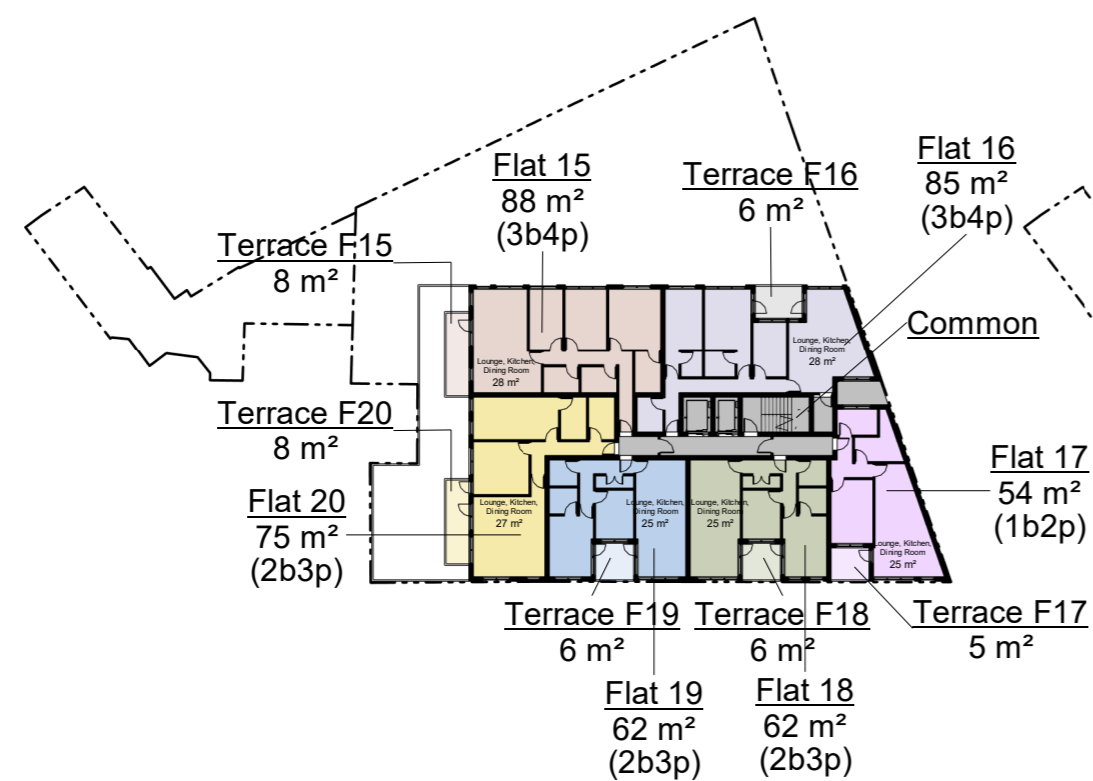 Flat 15
88 m²
(3b4p)
Terrace F16
6 m²
Flat 16
85 m²
(3b4p)
Terrace F15
8 m²
Common
Lounge, Kitchen,
Dining Room
28 m²
Lounge, Kitchen,
Dining Room
28 m²
Terrace F20
8 m²
Flat 20
75 m²
(2b3p)
Lounge, Kitchen,
Dining Room
27 m²
Lounge, Kitchen,
Dining Room
25 m²
Lounge, Kitchen,
Dining Room
25 m²
Lounge, Kitchen,
Dining Room
25 m²
Flat 17
54 m²
(1b2p)
Terrace F19
6 m²
Terrace F18
6 m²
Terrace F17
5 m²
Flat 19
62 m²
(2b3p)
Flat 18
62 m²
(2b3p)